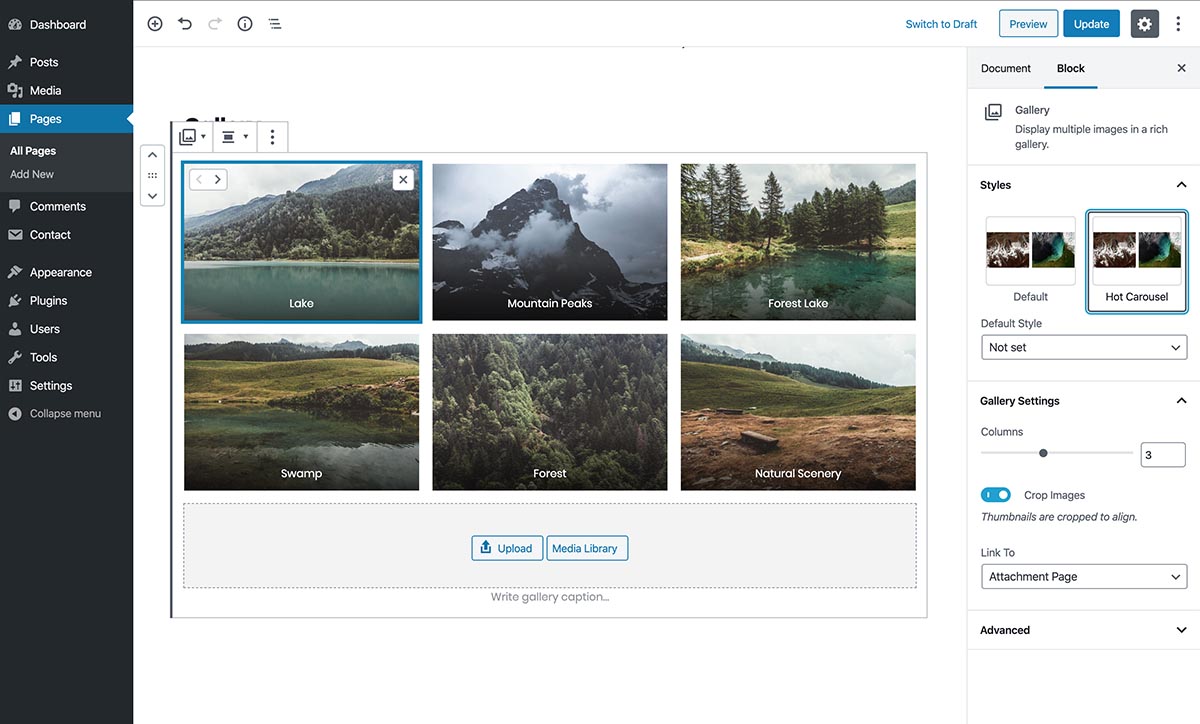 Dashboard
Posts
Media
Pages
All Pages
Add New
Comments
Contact
Appearance
Plugins
Users
Tools
Settings
Collapse menu
Switch to Draft
Preview
Update
Lake
Mountain Peaks
Forest Lake
Swamp
Forest
Natural Scenery
Upload
Media Library
Write gallery caption...
Document
Block
Gallery
Display multiple images in a rich
gallery.
Styles
Default
Hot Carousel
Default Style
Not set
Gallery Settings
Columns
3
Crop Images
Thumbnails are cropped to align.
Link To
Attachment Page
Advanced